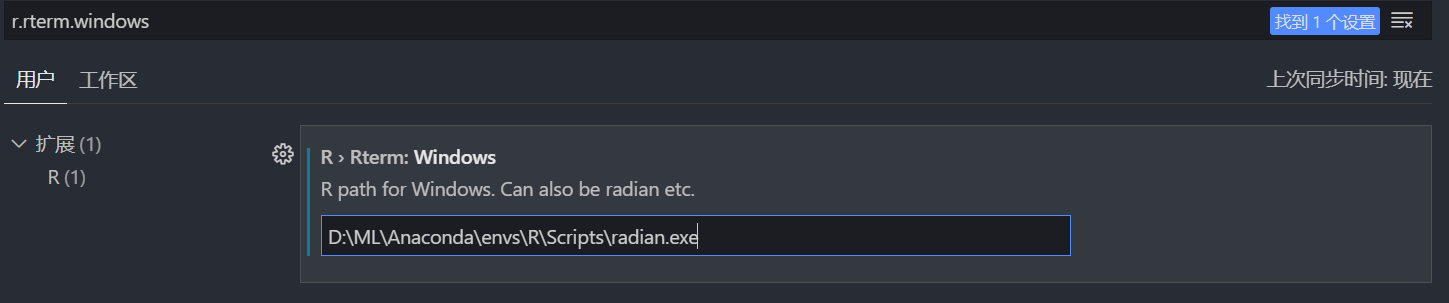 r.rterm.windows
找到 1 个设置
用户 工作区
上次同步时间: 现在
扩展 (1)
R (1)
R › Rterm: Windows
R path for Windows. Can also be radian etc.
D:\ML\Anaconda\envs\R\Scripts\radian.exe